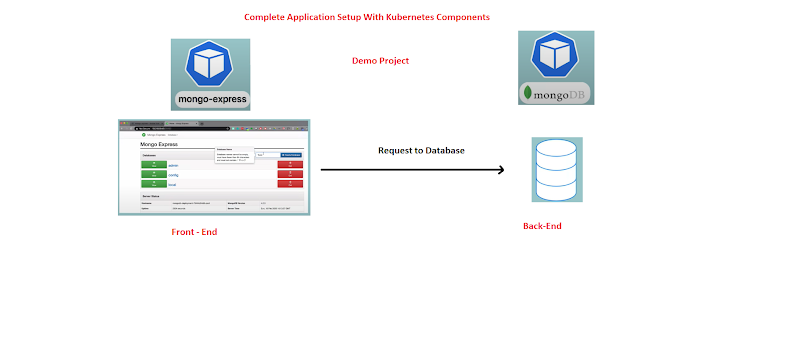 Complete Application Setup With Kubernetes Components
Demo Project
mongo-express
mongoDB
Mongo Express
Databases
admin
config
local
Server Status
Request to Database
Front - End
Back-End